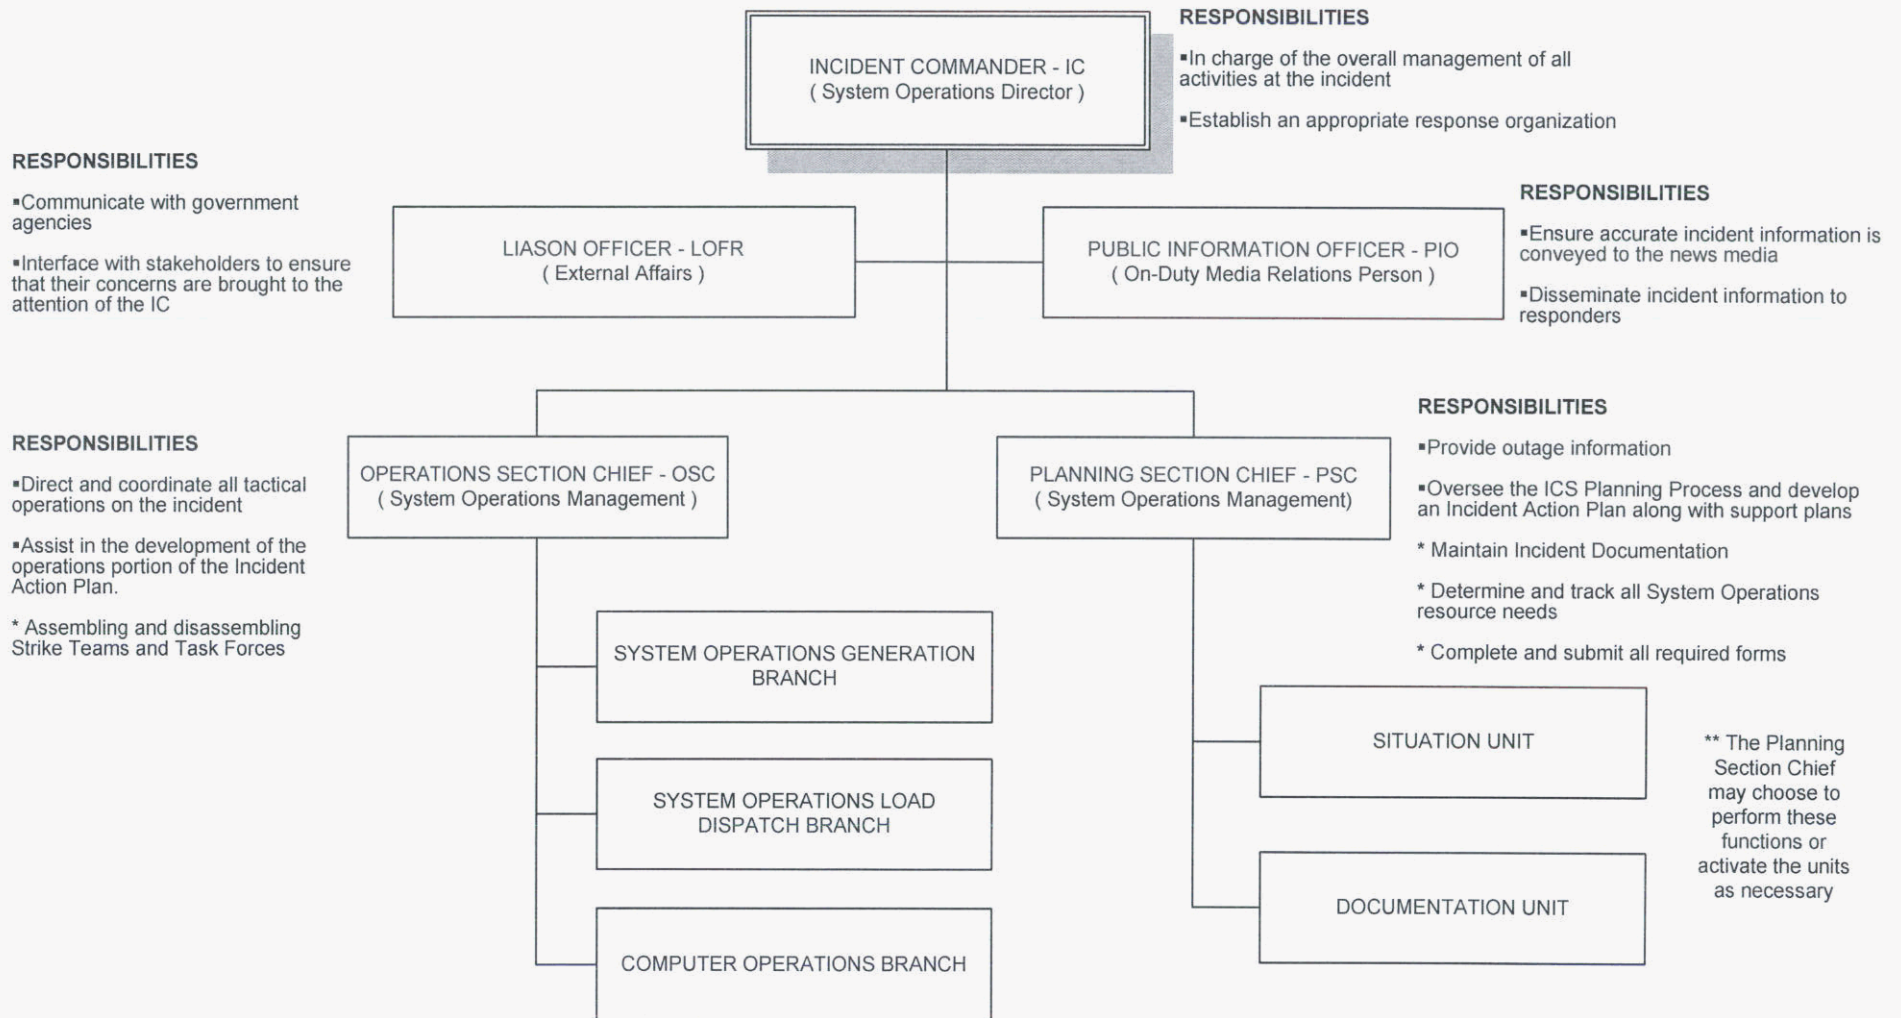 RESPONSIBILITIES
▪In charge of the overall management of all
activities at the incident
▪Establish an appropriate response organization
INCIDENT COMMANDER - IC
( System Operations Director )
RESPONSIBILITIES
▪Communicate with government
agencies
▪Interface with stakeholders to ensure
that their concerns are brought to the
attention of the IC
LIASON OFFICER - LOFR
( External Affairs )
PUBLIC INFORMATION OFFICER - PIO
( On-Duty Media Relations Person )
RESPONSIBILITIES
▪Ensure accurate incident information is
conveyed to the news media
▪Disseminate incident information to
responders
RESPONSIBILITIES
▪Direct and coordinate all tactical
operations on the incident
▪Assist in the development of the
operations portion of the Incident
Action Plan.
* Assembling and disassembling
Strike Teams and Task Forces
OPERATIONS SECTION CHIEF - OSC
( System Operations Management )
PLANNING SECTION CHIEF - PSC
( System Operations Management)
RESPONSIBILITIES
▪Provide outage information
▪Oversee the ICS Planning Process and develop
an Incident Action Plan along with support plans
* Maintain Incident Documentation
* Determine and track all System Operations
resource needs
* Complete and submit all required forms
SYSTEM OPERATIONS GENERATION
BRANCH
SYSTEM OPERATIONS LOAD
DISPATCH BRANCH
COMPUTER OPERATIONS BRANCH
SITUATION UNIT
DOCUMENTATION UNIT
** The Planning
Section Chief
may choose to
perform these
functions or
activate the units
as necessary